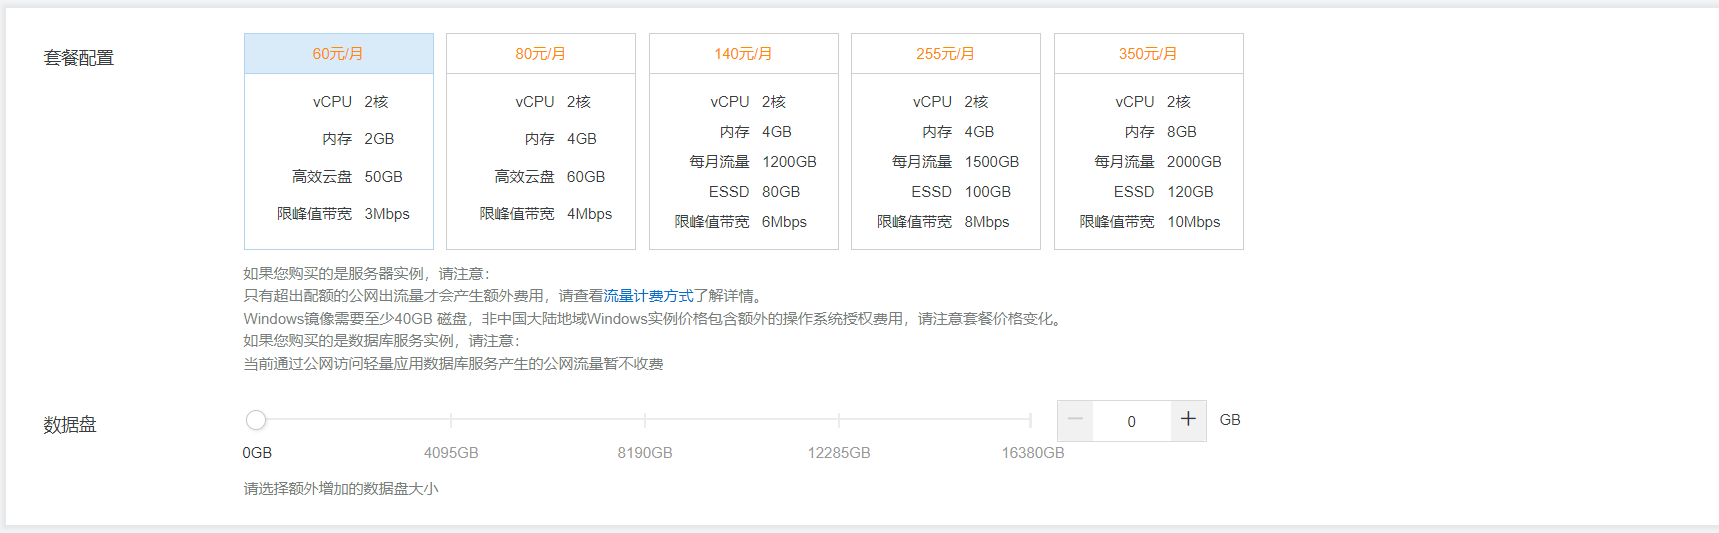 套餐配置
60元/月
vCPU 2核
内存 2GB
高效云盘 50GB
限峰值带宽 3Mbps
80元/月
vCPU 2核
内存 4GB
高效云盘 60GB
限峰值带宽 4Mbps
140元/月
vCPU 2核
内存 4GB
每月流量 1200GB
ESSD 80GB
限峰值带宽 6Mbps
255元/月
vCPU 2核
内存 4GB
每月流量 1500GB
ESSD 100GB
限峰值带宽 8Mbps
350元/月
vCPU 2核
内存 8GB
每月流量 2000GB
ESSD 120GB
限峰值带宽 10Mbps
如果您购买的是服务器实例，请注意：
只有超出配额的公网出流量才会产生额外费用，请查看流量计费方式了解详情。
Windows镜像需要至少40GB 磁盘，非中国大陆地域Windows实例价格包含额外的操作系统授权费用，请注意套餐价格变化。
如果您购买的是数据库服务实例，请注意：
当前通过公网访问轻量应用数据库服务产生的公网流量暂不收费
数据盘
0 GB
0GB 4095GB 8190GB 12285GB 16380GB
请选择额外增加的数据盘大小